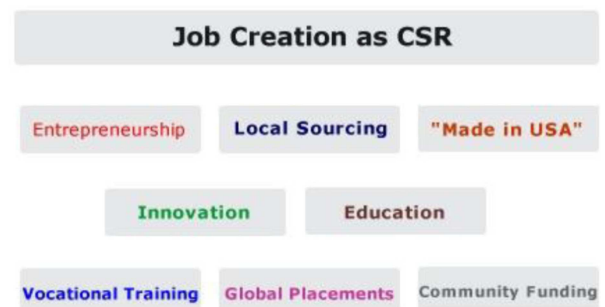 Job Creation as CSR
Entrepreneurship
Local Sourcing
"Made in USA"
Innovation
Education
Vocational Training
Global Placements
Community Funding